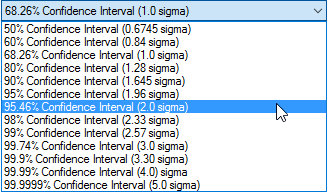 68.26% Confidence Interval (1.0 sigma)
50% Confidence Interval (0.6745 sigma)
60% Confidence Interval (0.84 sigma)
68.26% Confidence Interval (1.0 sigma)
80% Confidence Interval (1.28 sigma)
90% Confidence Interval (1.645 sigma)
95% Confidence Interval (1.96 sigma)
95.46% Confidence Interval (2.0 sigma)
98% Confidence Interval (2.33 sigma)
99% Confidence Interval (2.57 sigma)
99.74% Confidence Interval (3.0 sigma)
99.9% Confidence Interval (3.30 sigma)
99.99% Confidence Interval (4.0) sigma
99.9999% Confidence Interval (5.0 sigma)